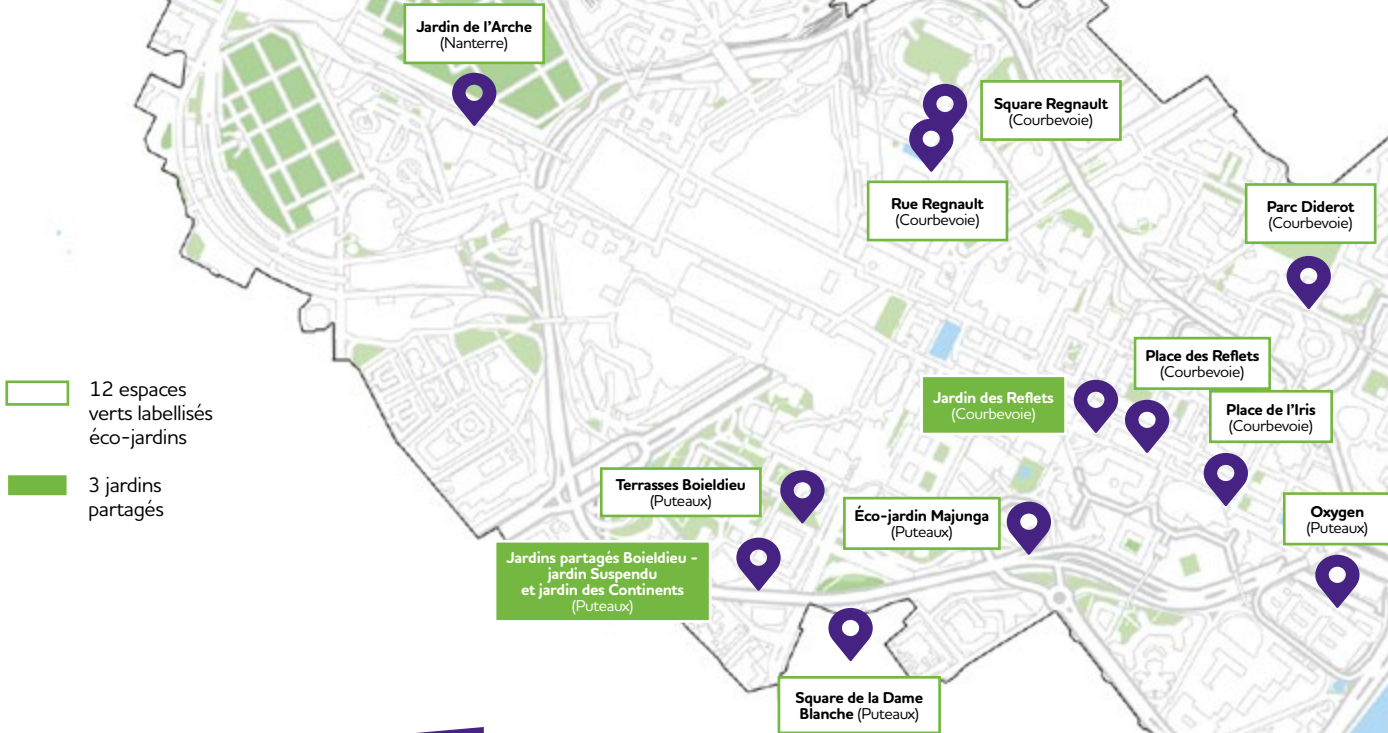 Jardin de l'Arche
(Nanterre)
Square Regnault
(Courbevoie)
Rue Regnault
(Courbevoie)
Parc Diderot
(Courbevoie)
Place des Reflets
(Courbevoie)
Jardin des Reflets
(Courbevoie)
Place de l'Iris
(Courbevoie)
12 espaces
verts labellisés
éco-jardins
3 jardins
partagés
Terrasses Boieldieu
(Puteaux)
Éco-jardin Majunga
(Puteaux)
Oxygen
(Puteaux)
Jardins partagés Boieldieu -
jardin Suspendu
et jardin des Continents
(Puteaux)
Square de la Dame
Blanche (Puteaux)